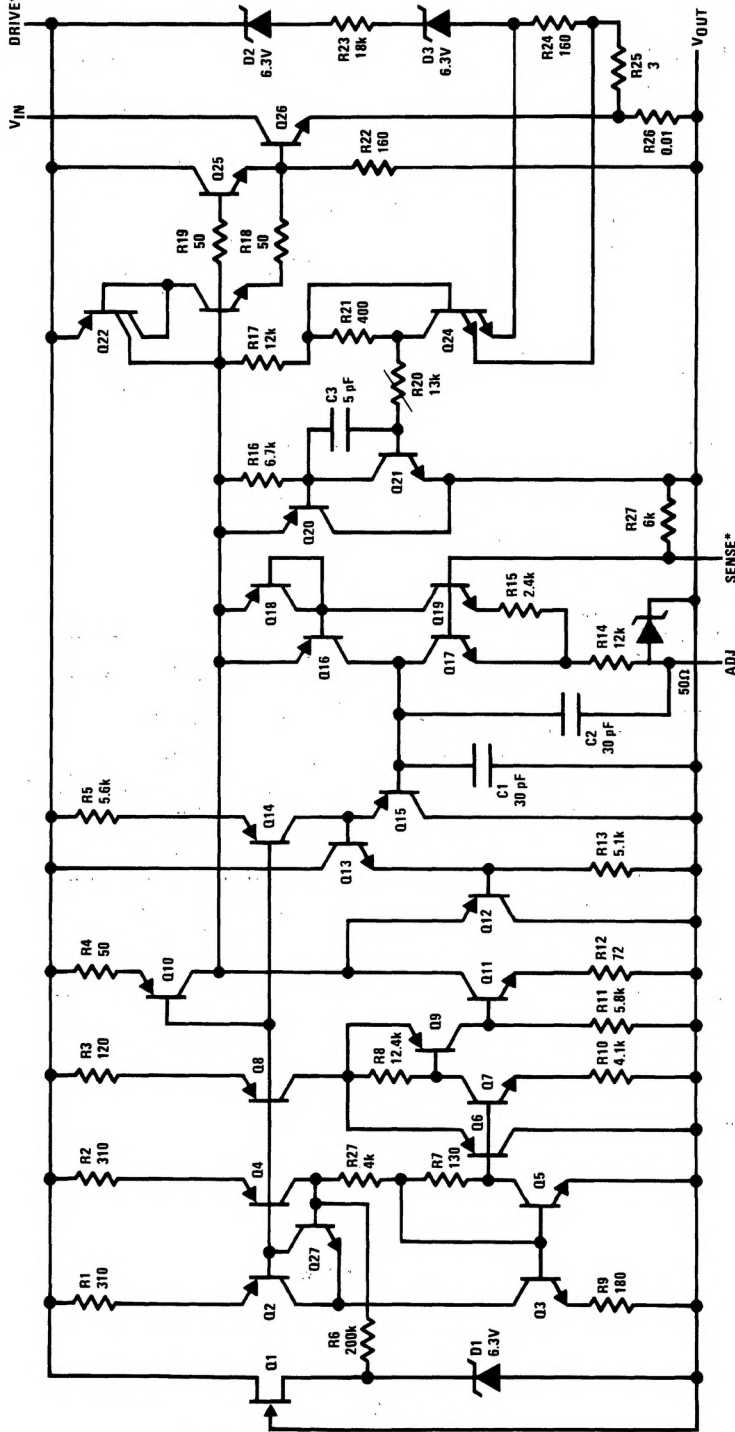 DRIVE*
VIN
R1
310
R2
310
R3
120
R4
50
R5
5.6k
Q1
Q2
Q4
Q8
Q10
Q14
Q27
R27
4k
R7
130
R6
200k
D1
6.3V
Q3
Q5
R9
180
Q6
Q7
R8
12.4k
Q9
R10
4.1k
R11
5.8k
Q11
R12
72
Q12
R13
5.1k
Q13
Q15
C1
30 pF
C2
30 pF
Q16
Q18
Q17
Q19
R15
2.4k
R14
12k
50Ω
ADJ
SENSE*
R27
6k
Q20
R16
6.7k
Q21
C3
5 pF
R20
13k
R21
400
R17
12k
Q24
Q22
R19
50
R18
50
Q25
Q26
R22
160
D2
6.3V
R23
18k
D3
6.3V
R24
160
R25
3
R26
0.01
VOUT